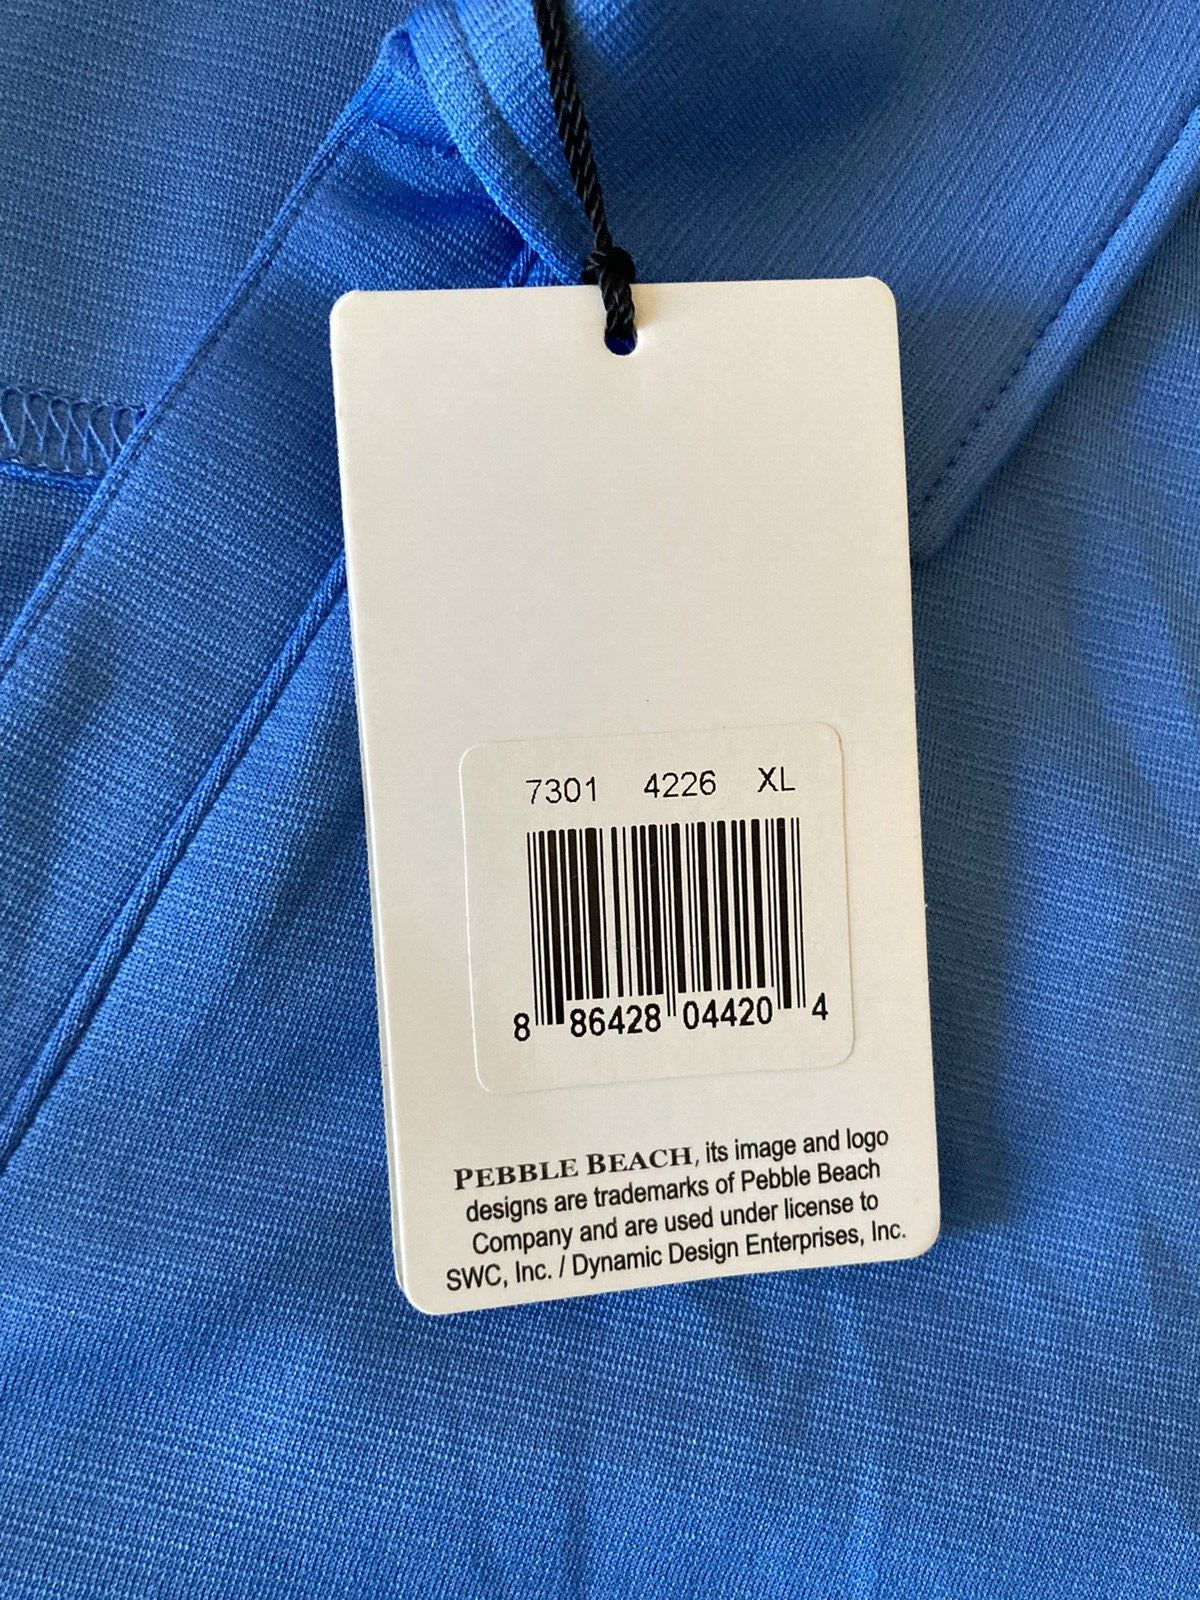 7301 4226 XL
8 86428 04420 4
PEBBLE BEACH, its image and logo
designs are trademarks of Pebble Beach
Company and are used under license to
SWC, Inc. / Dynamic Design Enterprises, Inc.